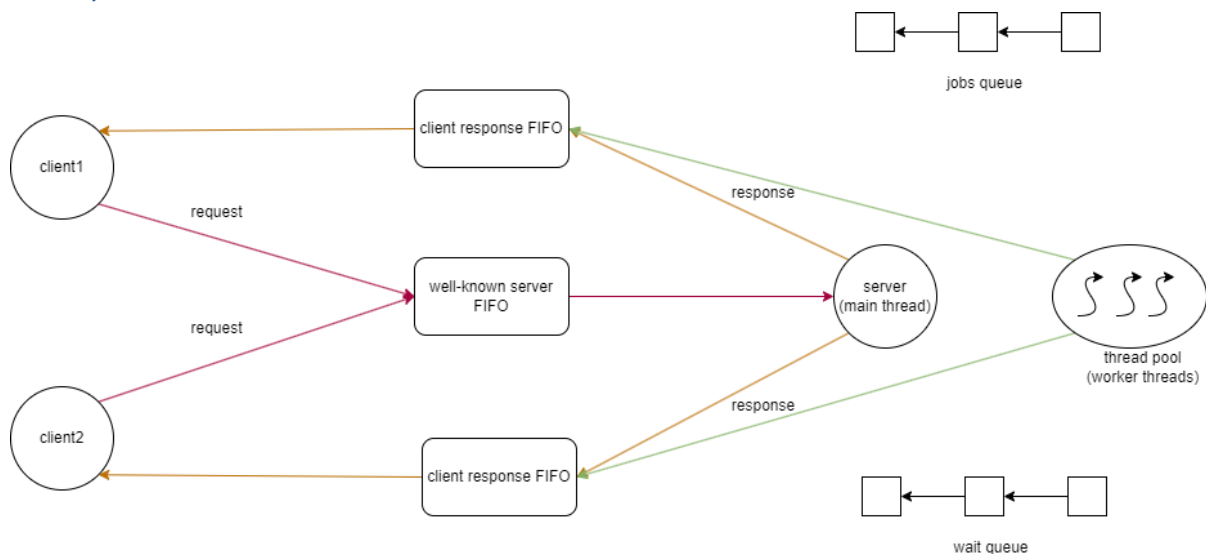 jobs queue
client response FIFO
client1
response
request
well-known server
FIFO
server
(main thread)
request
thread pool
(worker threads)
response
client2
client response FIFO
wait queue